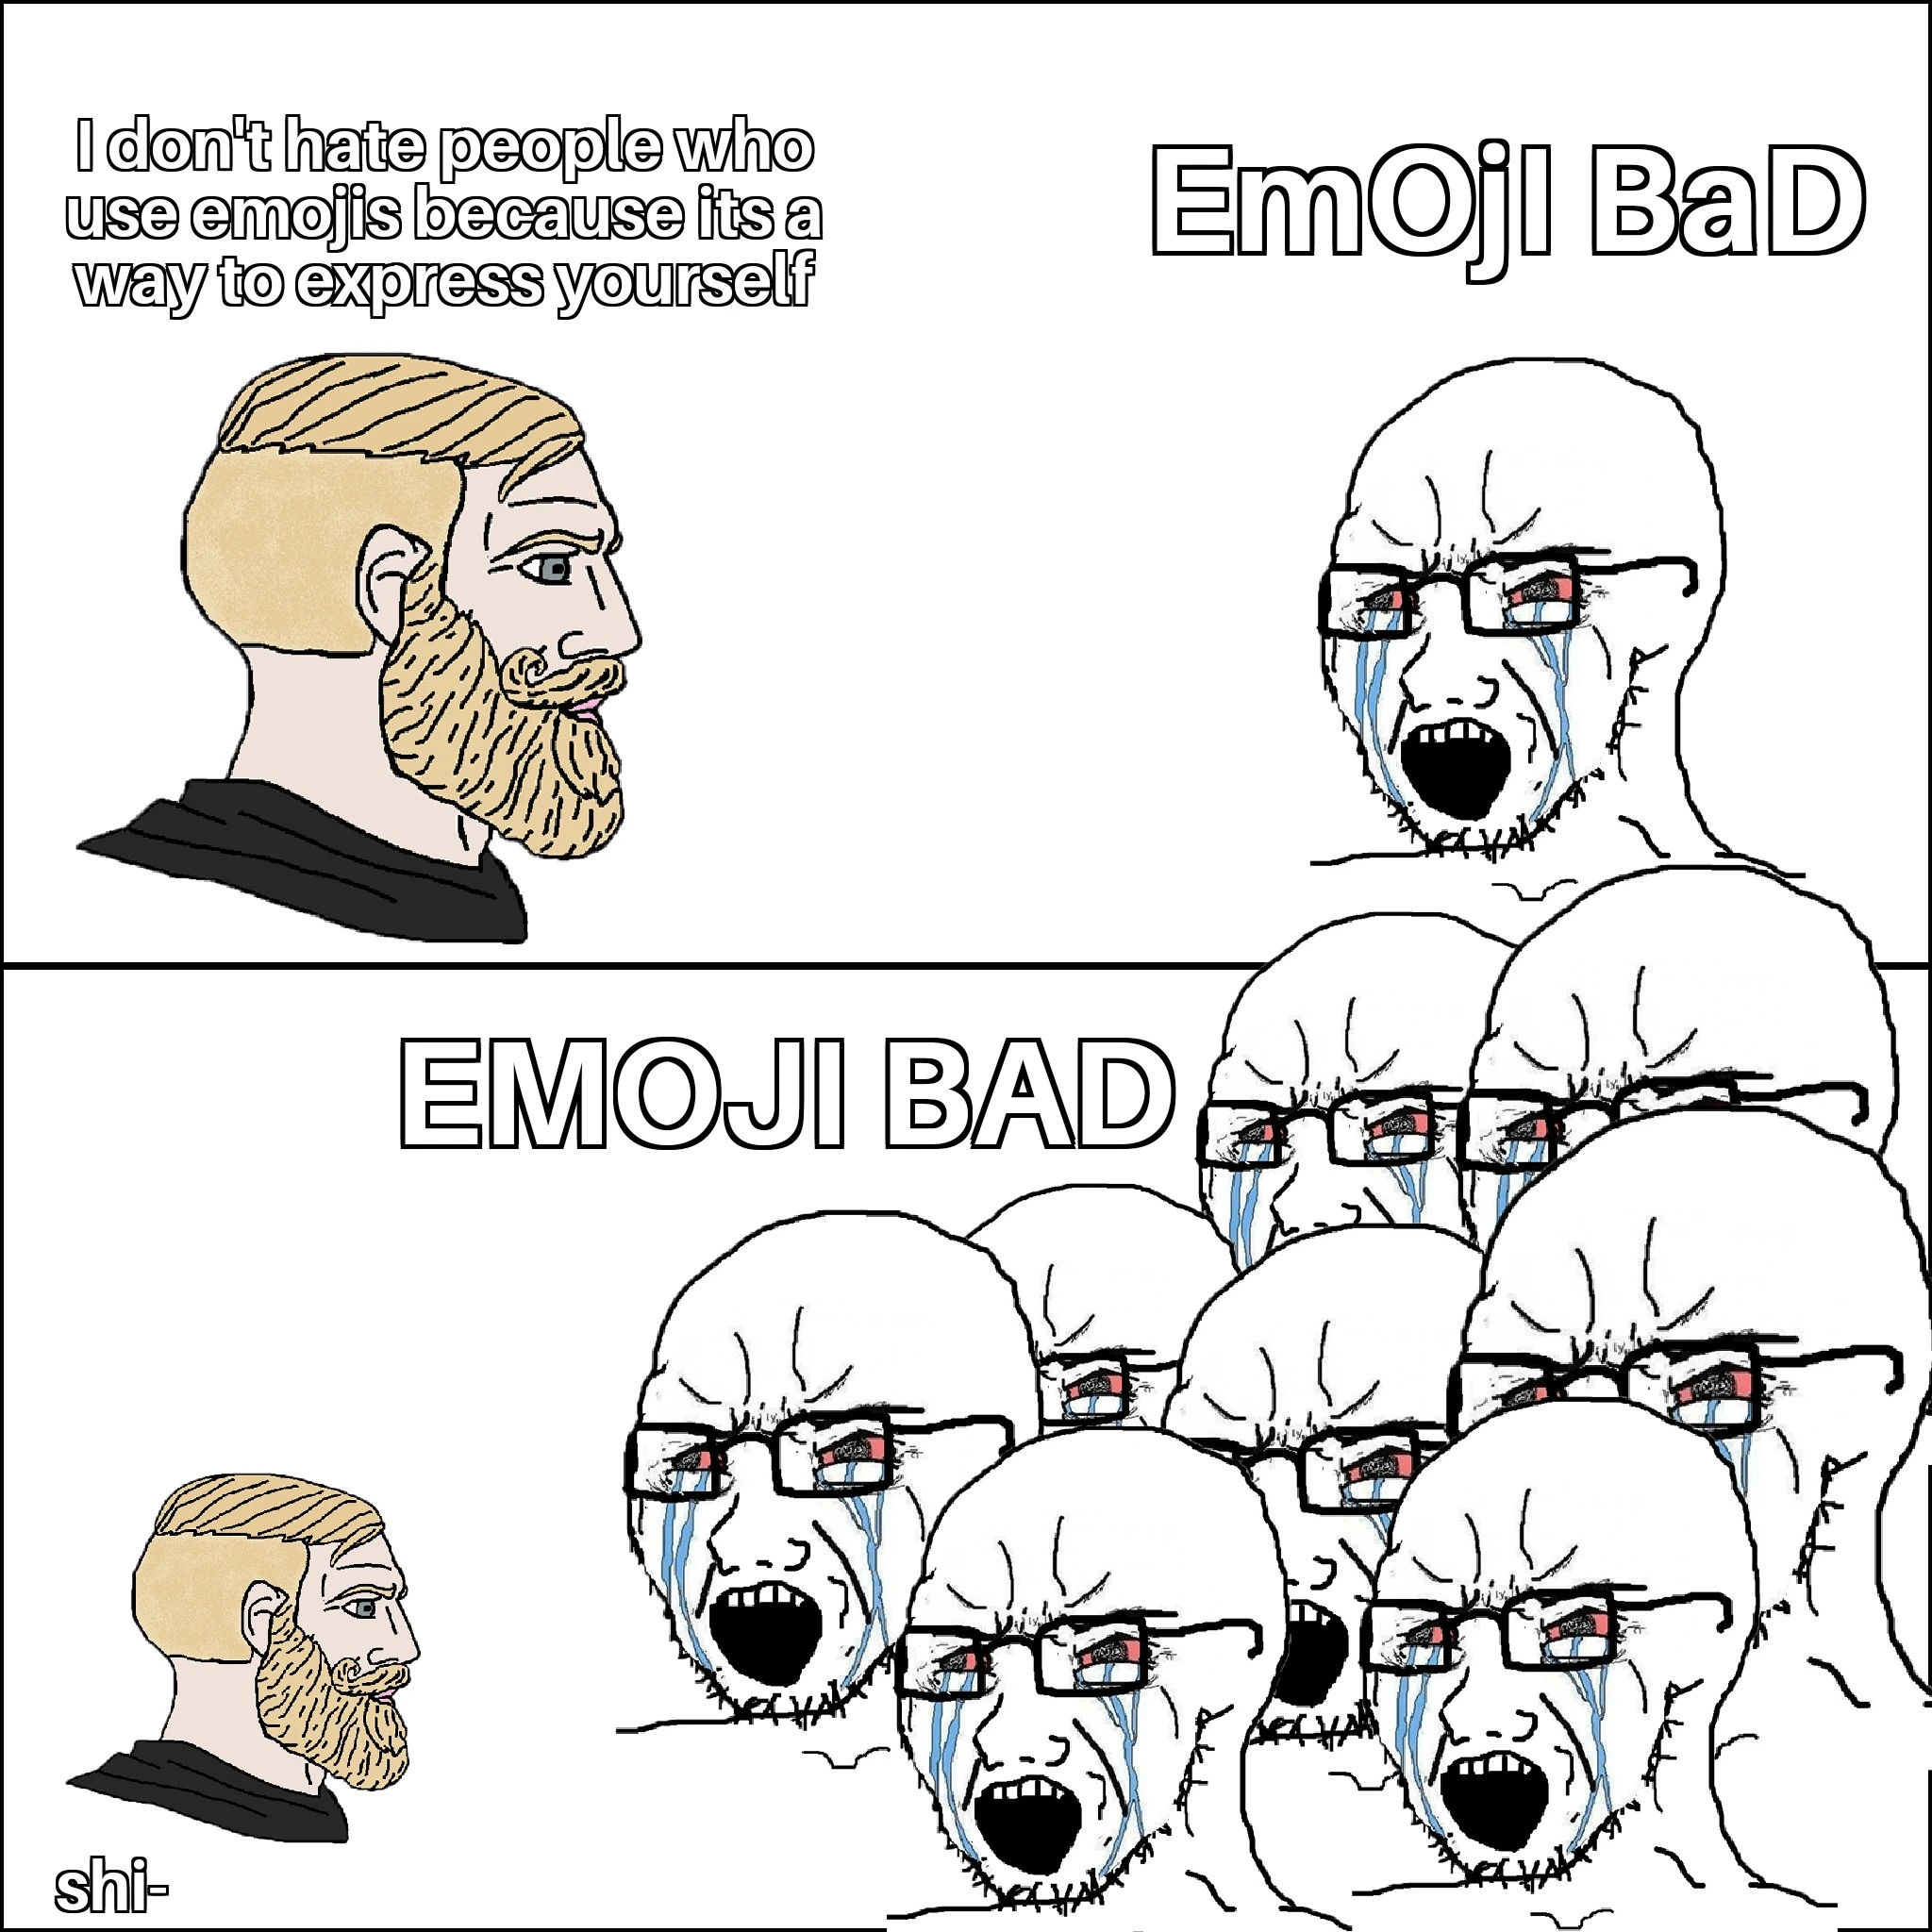 I don't hate people who
use emojis because its a
way to express yourself
EmOjI BaD
EMOJI BAD
shi-